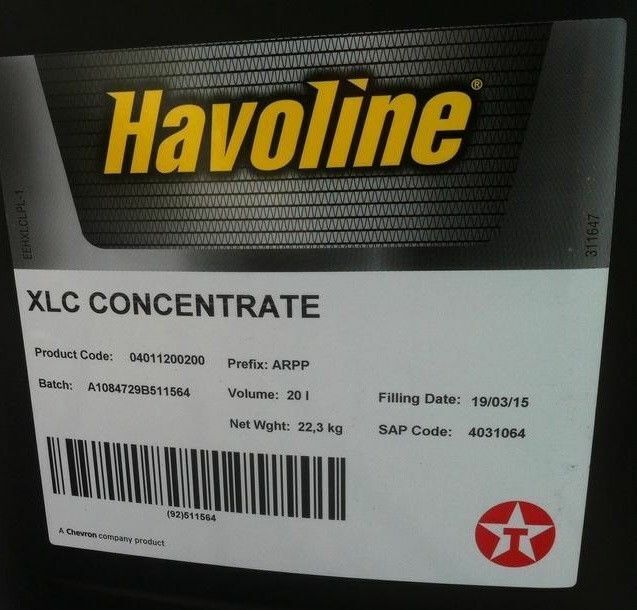 Havoline®
EEHXLCLPL-1
311647
XLC CONCENTRATE
Product Code: 04011200200 Prefix: ARPP
Batch: A1084729B511564 Volume: 20 l Filling Date: 19/03/15
Net Wght: 22,3 kg SAP Code: 4031064
(92)511564
A Chevron company product
T